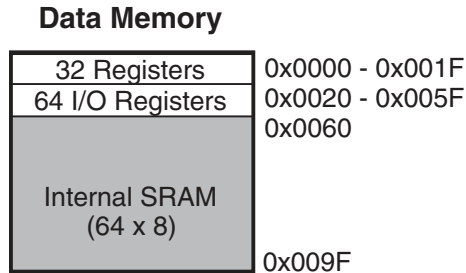 Data Memory
32 Registers 0x0000 - 0x001F
64 I/O Registers 0x0020 - 0x005F
0x0060
Internal SRAM
(64 x 8)
0x009F